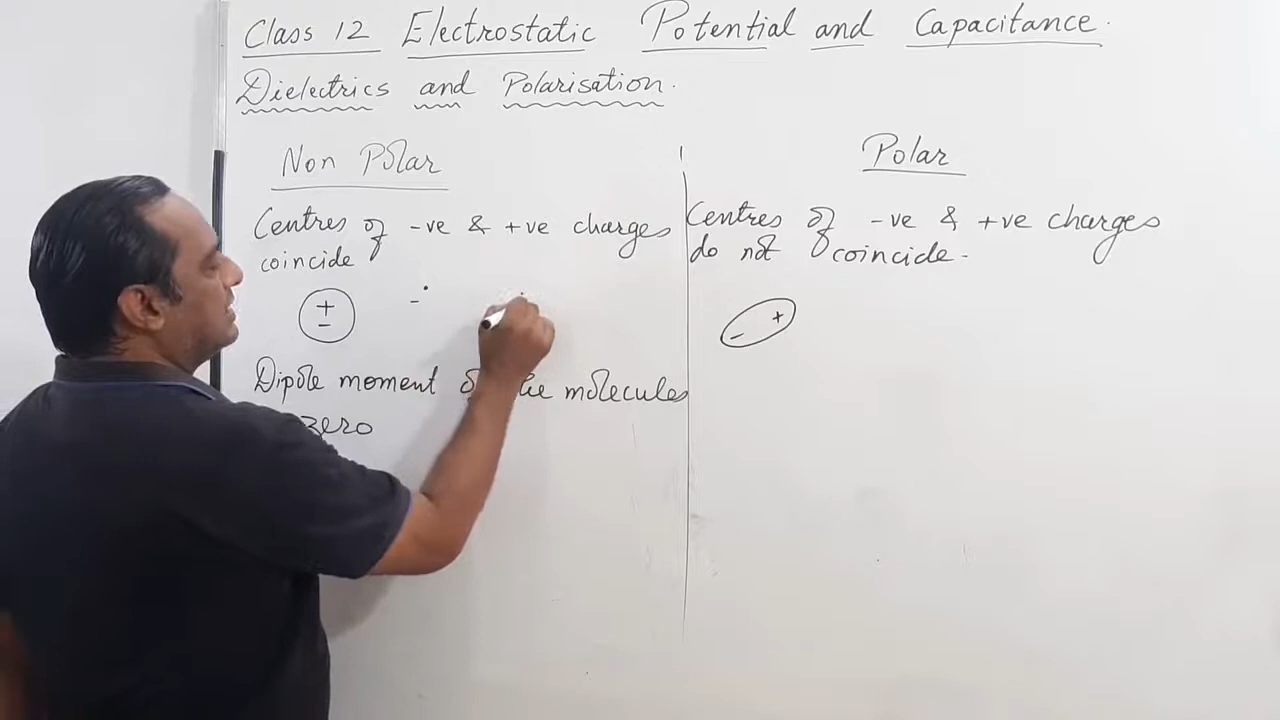 Class 12 Electrostatic Potential and Capacitance.
Dielectrics and Polarisation.
Non Polar
Centres of -ve & +ve charges
coincide
+
-
-
Dipole moment molecules
zero
Polar
Centres of -ve & +ve charges
do not coincide.
- +